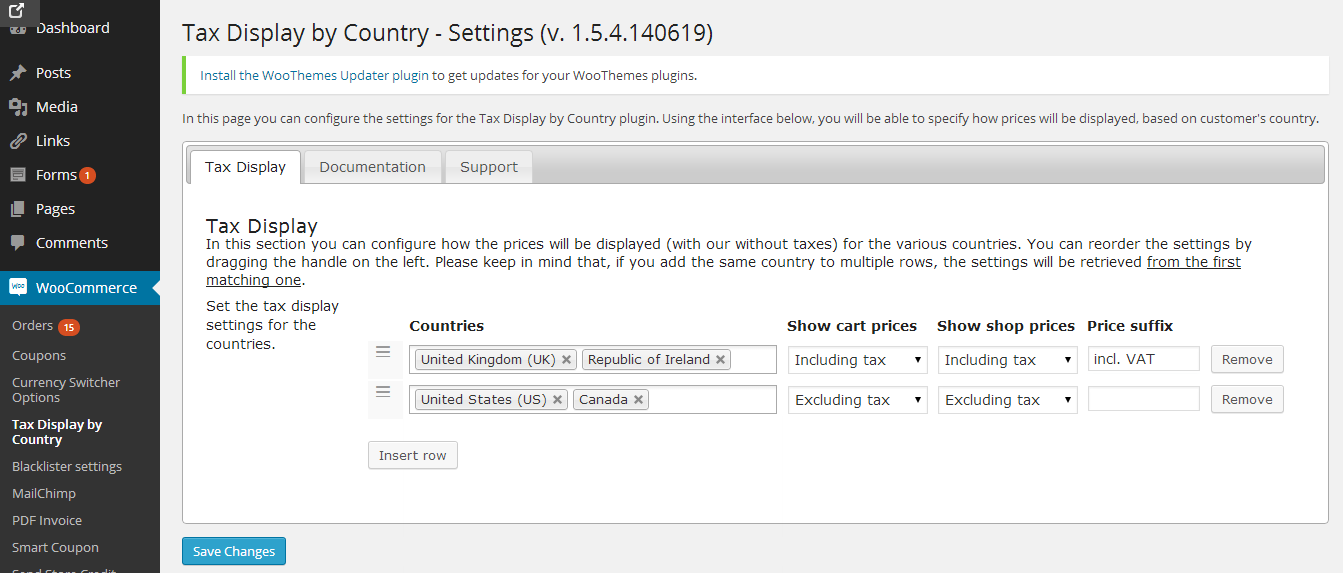 Dashboard
Posts
Media
Links
Forms 1
Pages
Comments
WOO WooCommerce
Orders 15
Coupons
Currency Switcher
Options
Tax Display by
Country
Blacklister settings
MailChimp
PDF Invoice
Smart Coupon
Send Store Credit
Tax Display by Country - Settings (v. 1.5.4.140619)
Install the WooThemes Updater plugin to get updates for your WooThemes plugins.
In this page you can configure the settings for the Tax Display by Country plugin. Using the interface below, you will be able to specify how prices will be displayed, based on customer's country.
Tax Display Documentation Support
Tax Display
In this section you can configure how the prices will be displayed (with our without taxes) for the various countries. You can reorder the settings by
dragging the handle on the left. Please keep in mind that, if you add the same country to multiple rows, the settings will be retrieved from the first
matching one.
Set the tax display
settings for the
countries.
Countries Show cart prices Show shop prices Price suffix
United Kingdom (UK) Republic of Ireland Including tax Including tax incl. VAT Remove
United States (US) Canada Excluding tax Excluding tax Remove
Insert row
Save Changes